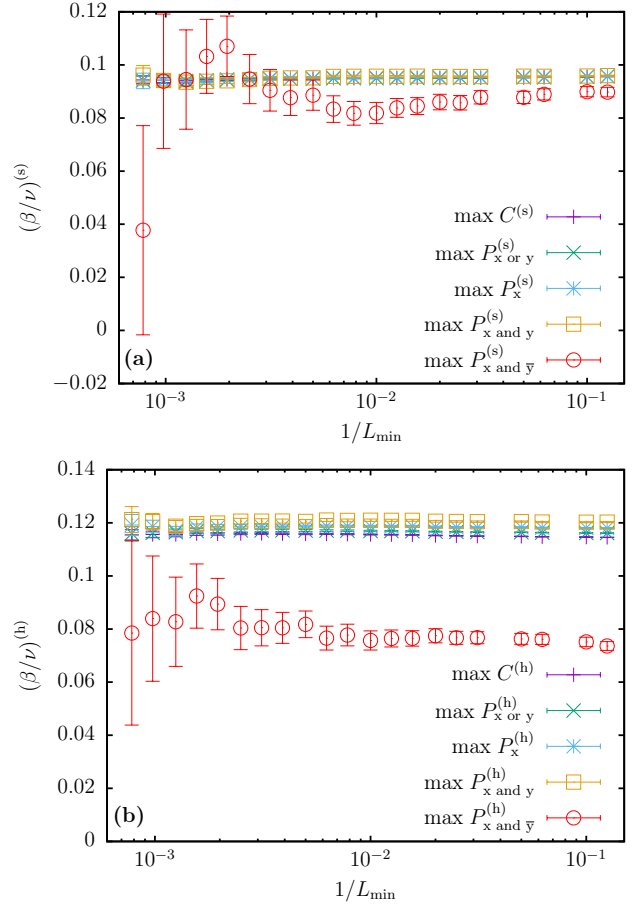 0.12
0.1
0.08
0.06
0.04
0.02
0
−0.02
(β/ν)^(s)
max C^(s)
max P^(s)_x or y
max P^(s)_x
max P^(s)_x and y
max P^(s)_x and y̅
(a)
10^−3 10^−2 10^−1
1/L_min
0.14
0.12
0.1
0.08
0.06
0.04
0.02
0
(β/ν)^(h)
max C^(h)
max P^(h)_x or y
max P^(h)_x
max P^(h)_x and y
max P^(h)_x and y̅
(b)
10^−3 10^−2 10^−1
1/L_min